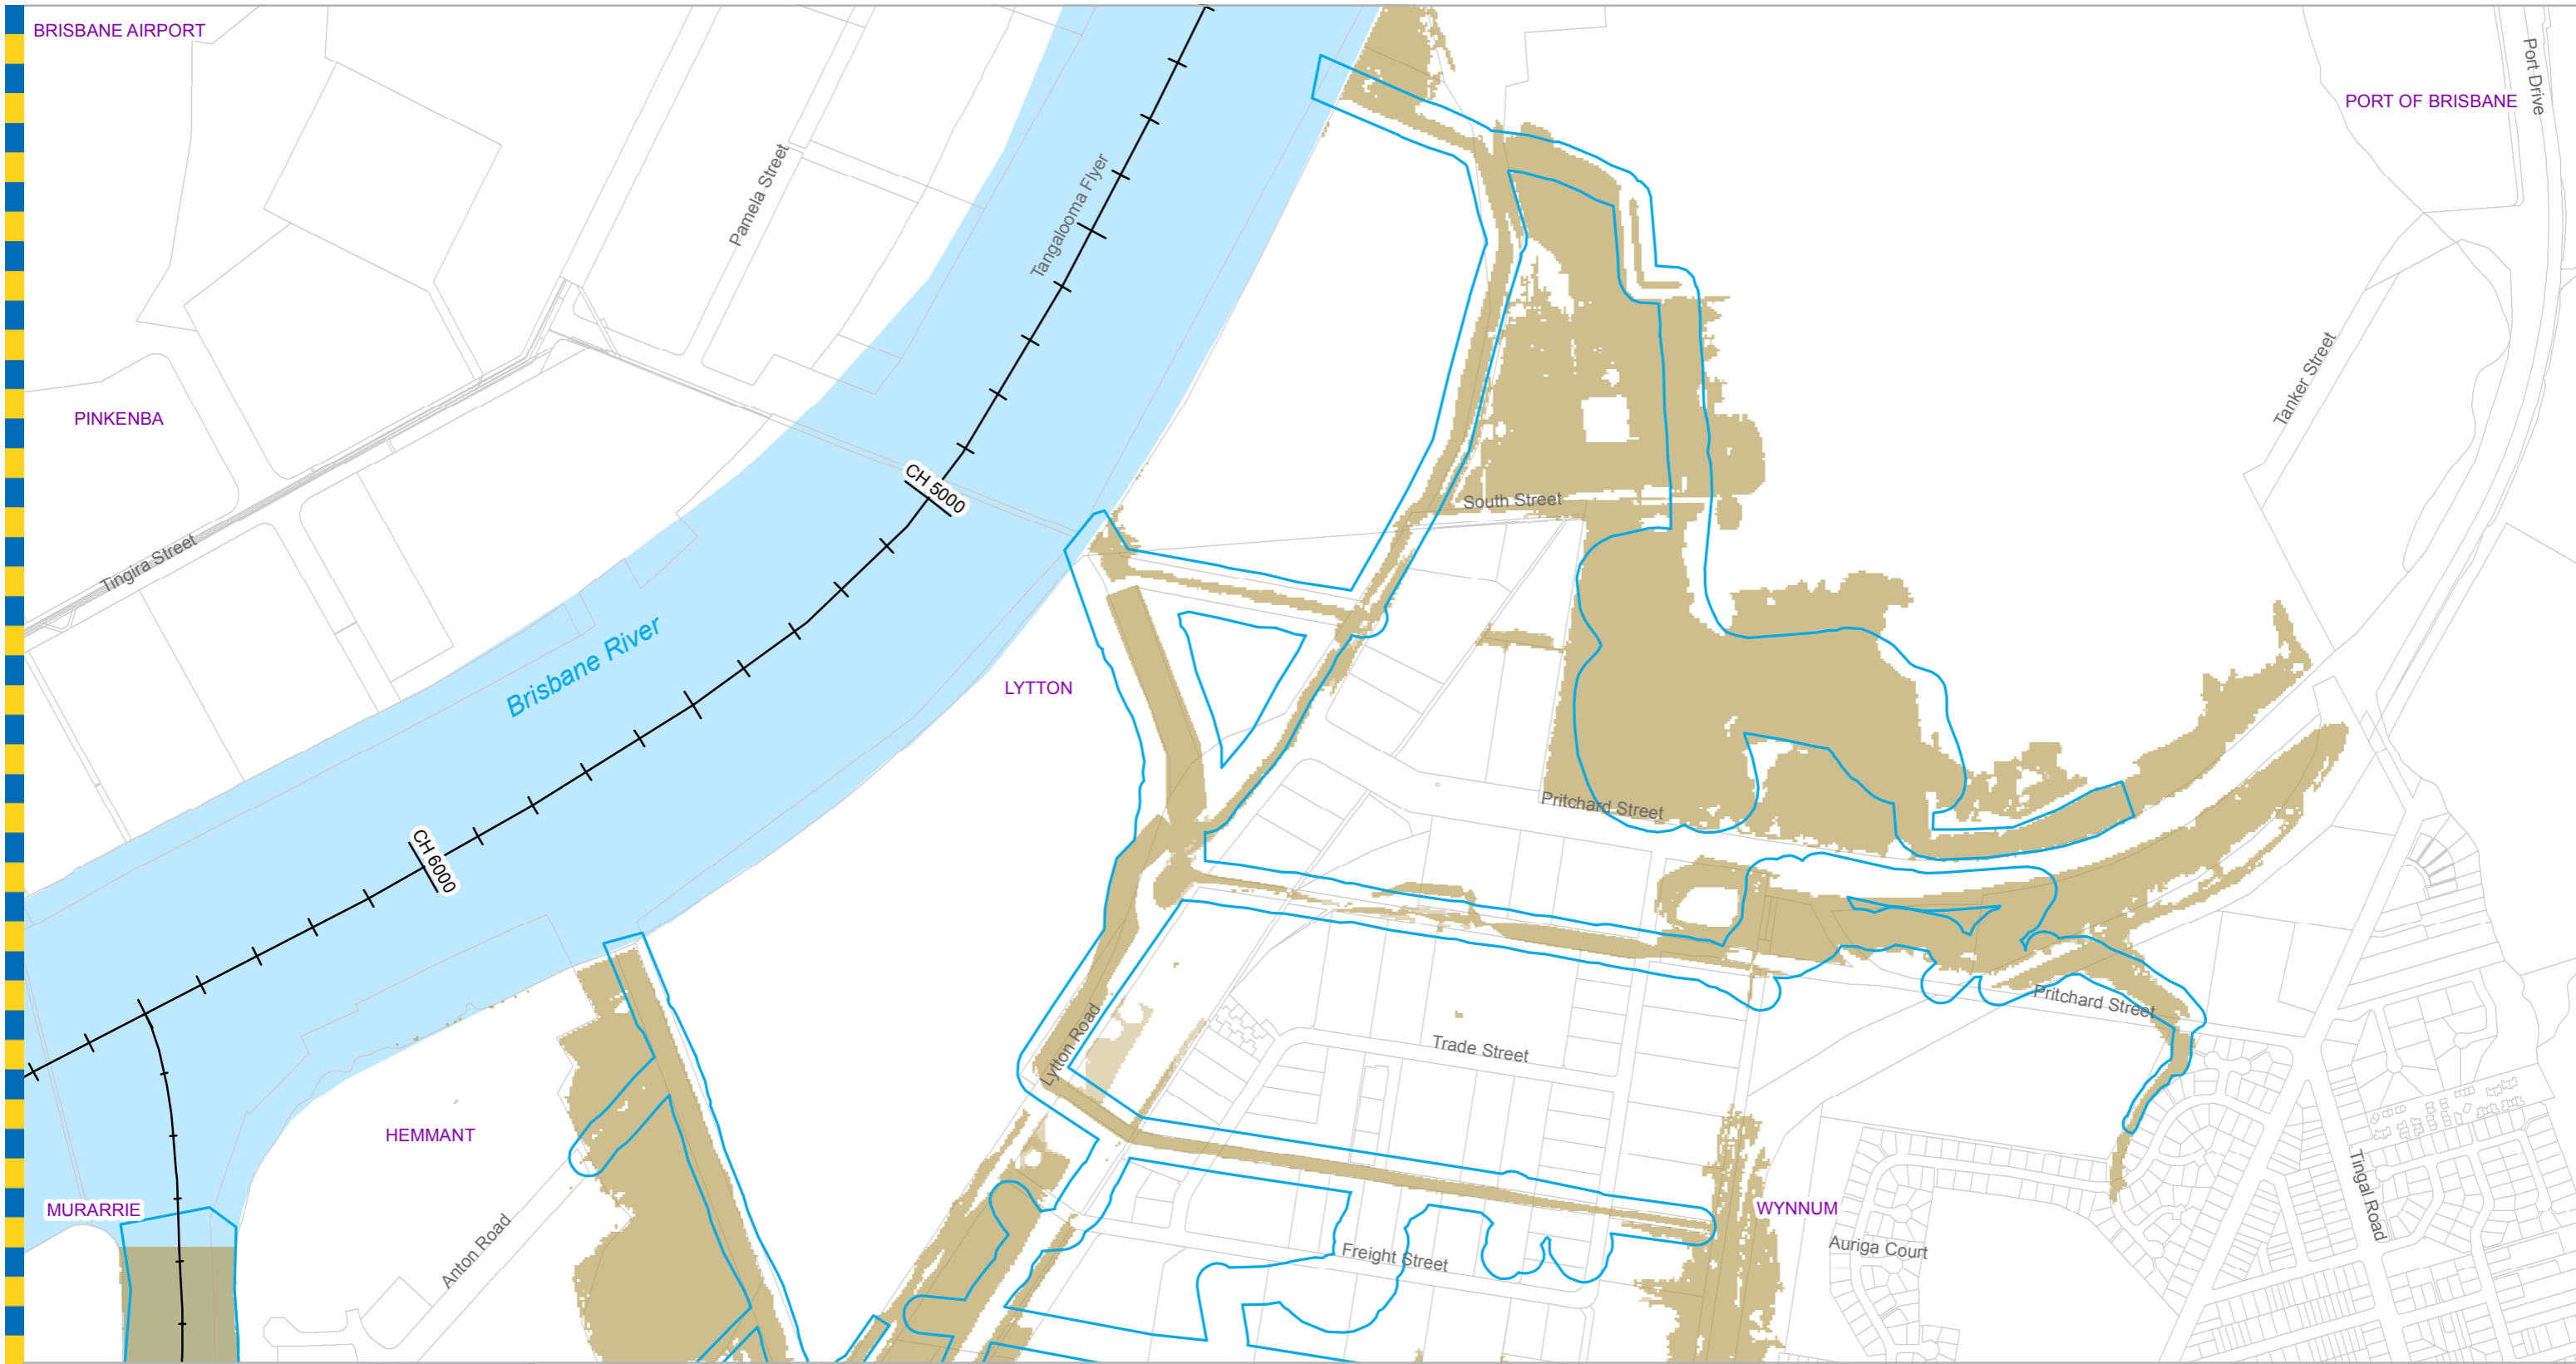 BRISBANE AIRPORT
Port Drive
PORT OF BRISBANE
Pamela Street
Tangalooma Flyer
Tanker Street
PINKENBA
CH 5000
South Street
Tingira Street
Brisbane River
LYTTON
Pritchard Street
CH 6000
Pritchard Street
Lytton Road
Trade Street
HEMMANT
MURARRIE
WYNNUM
Tingal Road
Anton Road
Freight Street
Auriga Court